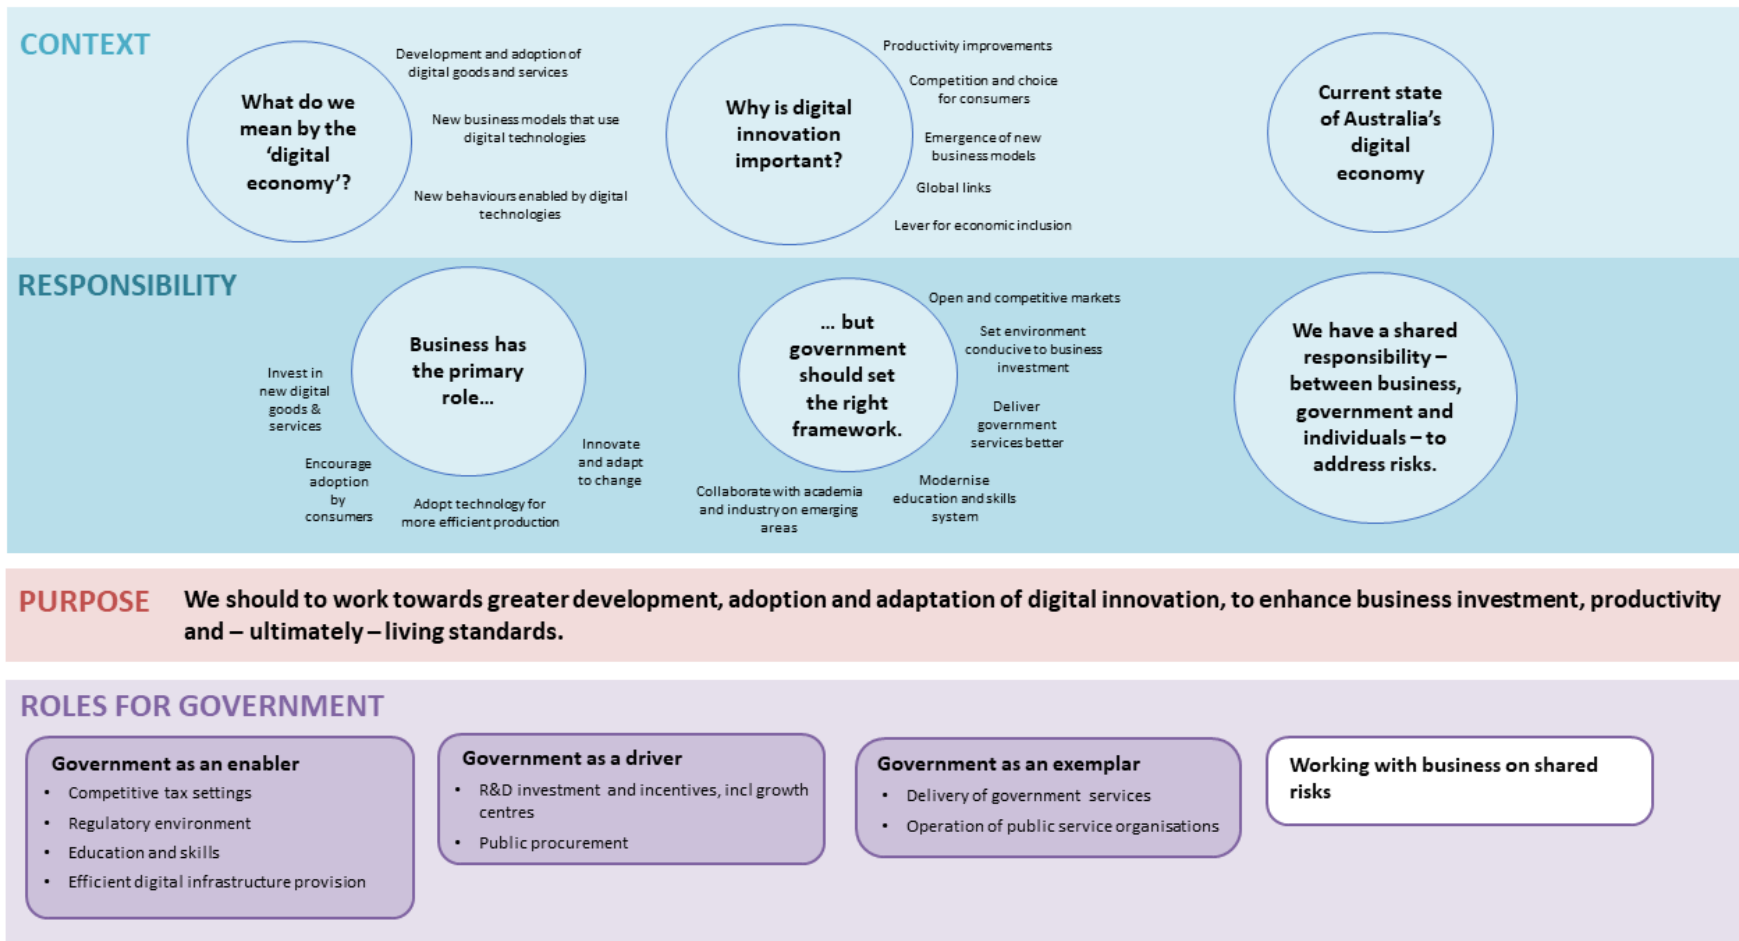 CONTEXT
What do we
mean by the
‘digital
economy’?
Development and adoption of
digital goods and services
New business models that use
digital technologies
New behaviours enabled by digital
technologies
Why is digital
innovation
important?
Productivity improvements
Competition and choice
for consumers
Emergence of new
business models
Global links
Lever for economic inclusion
Current state
of Australia’s
digital
economy
RESPONSIBILITY
Business has
the primary
role…
Invest in
new digital
goods &
services
Encourage
adoption
by
consumers
Adopt technology for
more efficient production
Innovate
and adapt
to change
… but
government
should set
the right
framework.
Open and competitive markets
Set environment
conducive to business
investment
Deliver
government
services better
Modernise
education and skills
system
Collaborate with academia
and industry on emerging
areas
We have a shared
responsibility –
between business,
government and
individuals – to
address risks.
PURPOSE
We should to work towards greater development, adoption and adaptation of digital innovation, to enhance business investment, productivity
and – ultimately – living standards.
ROLES FOR GOVERNMENT
Government as an enabler
• Competitive tax settings
• Regulatory environment
• Education and skills
• Efficient digital infrastructure provision
Government as a driver
• R&D investment and incentives, incl growth
centres
• Public procurement
Government as an exemplar
• Delivery of government services
• Operation of public service organisations
Working with business on shared
risks